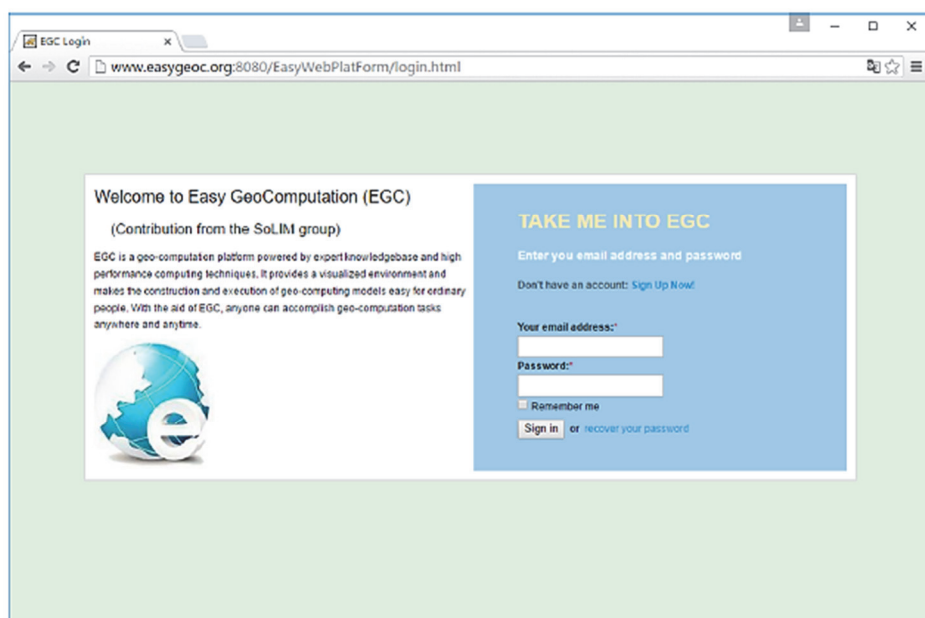 EGC Login
www.easygeoc.org:8080/EasyWebPlatForm/login.html
Welcome to Easy GeoComputation (EGC)
(Contribution from the SoLIM group)
EGC is a geo-computation platform powered by expert knowledgebase and high
performance computing techniques. It provides a visualized environment and
makes the construction and execution of geo-computing models easy for ordinary
people. With the aid of EGC, anyone can accomplish geo-computation tasks
anywhere and anytime.
e
TAKE ME INTO EGC
Enter you email address and password
Don't have an account: Sign Up Now!
Your email address:*
Password:*
Remember me
Sign in or recover your password